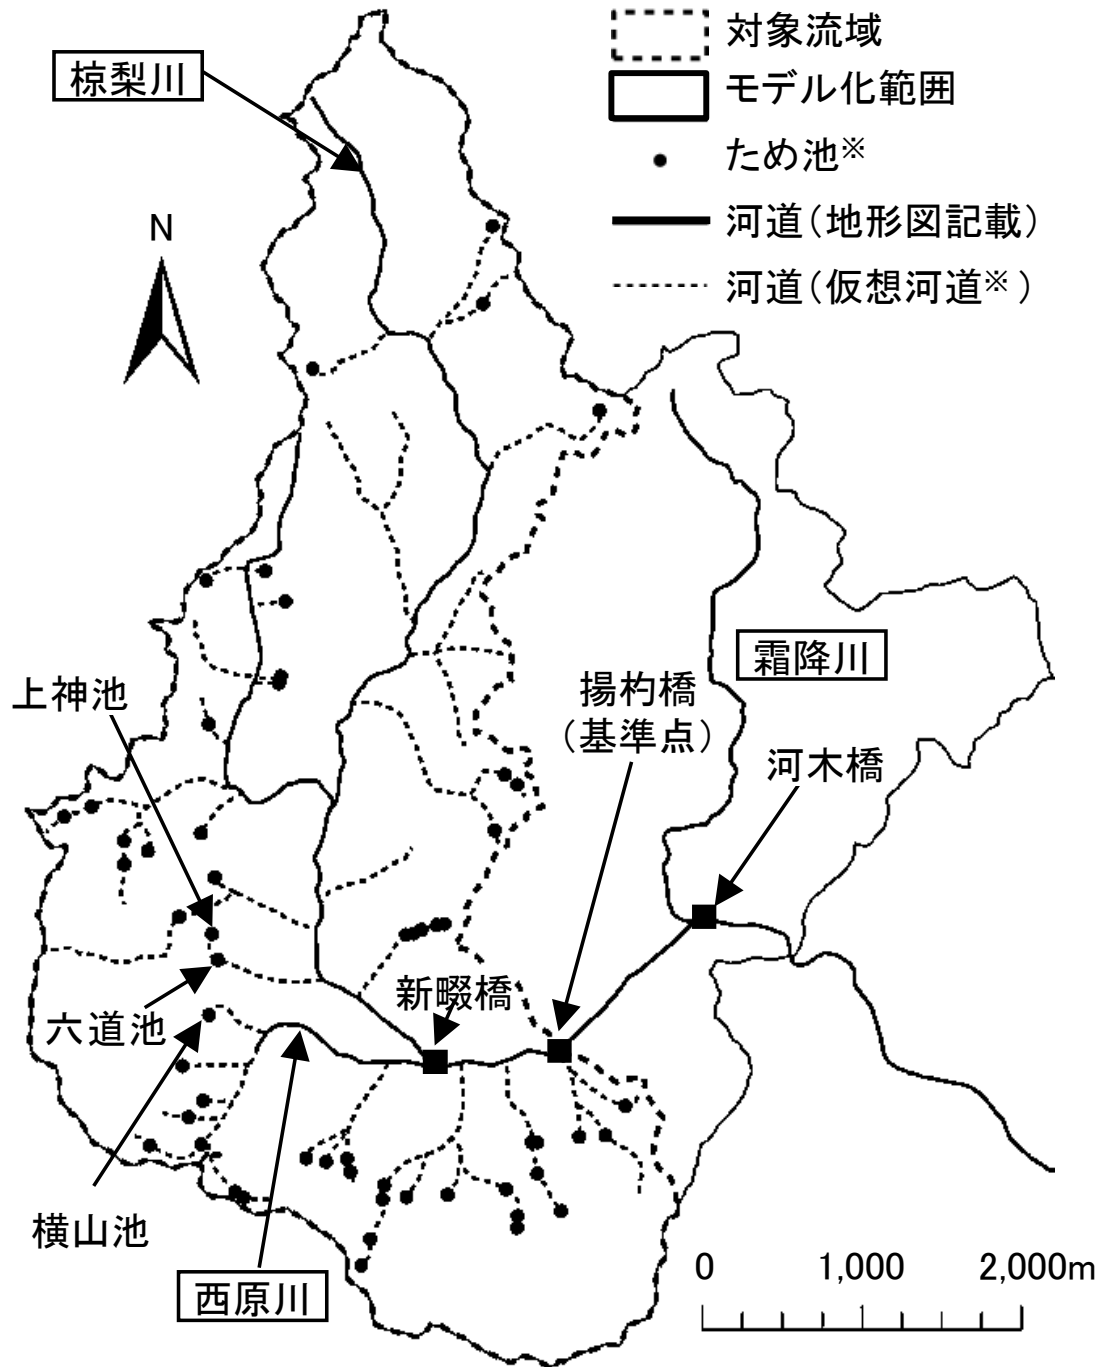 対象流域
モデル化範囲
ため池※
河道(地形図記載)
河道(仮想河道※)
椋梨川
N
霜降川
上神池
揚杓橋
(基準点)
河木橋
新畷橋
六道池
横山池
西原川
0 1,000 2,000m